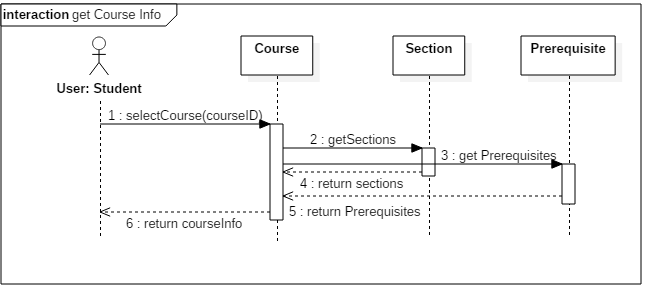 interaction get Course Info
User: Student
Course
Section
Prerequisite
1 : selectCourse(courseID)
2 : getSections
3 : get Prerequisites
4 : return sections
5 : return Prerequisites
6 : return courseInfo